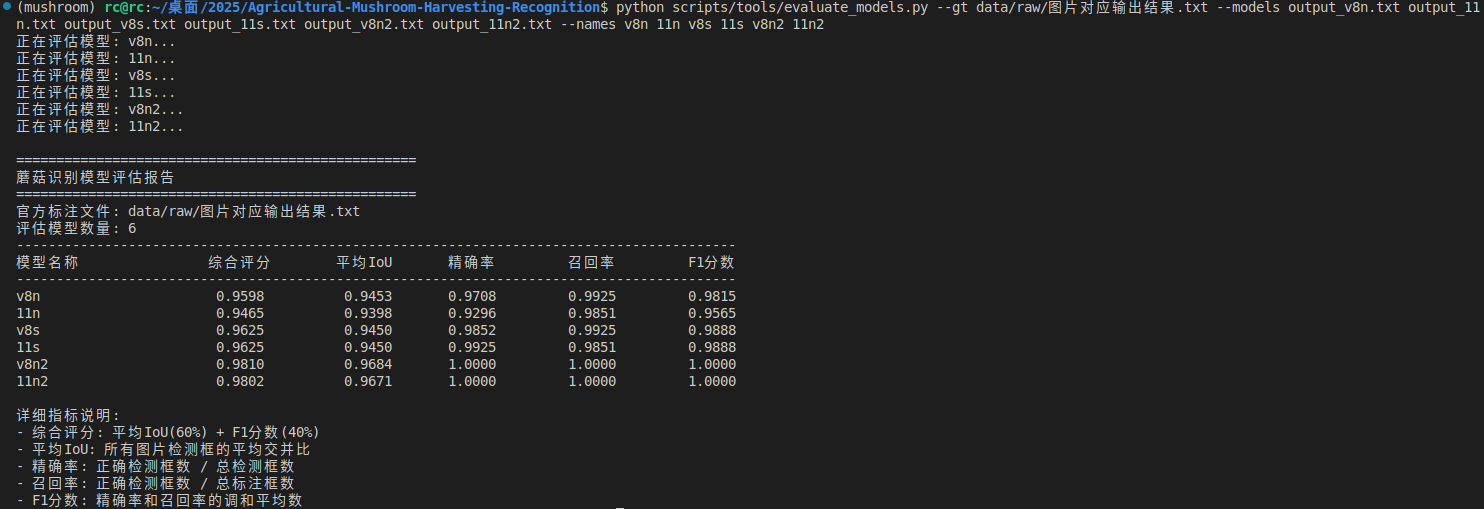 (mushroom) rc@rc:~/桌面/2025/Agricultural-Mushroom-Harvesting-Recognition$ python scripts/tools/evaluate_models.py --gt data/raw/图片对应输出结果.txt --models output_v8n.txt output_11
n.txt output_v8s.txt output_11s.txt output_v8n2.txt output_11n2.txt --names v8n 11n v8s 11s v8n2 11n2
正在评估模型: v8n...
正在评估模型: 11n...
正在评估模型: v8s...
正在评估模型: 11s...
正在评估模型: v8n2...
正在评估模型: 11n2...
==================================================
蘑菇识别模型评估报告
==================================================
官方标注文件: data/raw/图片对应输出结果.txt
评估模型数量: 6
------------------------------------------------------------------------------------------
模型名称 综合评分 平均IoU 精确率 召回率 F1分数
------------------------------------------------------------------------------------------
v8n 0.9598 0.9453 0.9708 0.9925 0.9815
11n 0.9465 0.9398 0.9296 0.9851 0.9565
v8s 0.9625 0.9450 0.9852 0.9925 0.9888
11s 0.9625 0.9450 0.9925 0.9851 0.9888
v8n2 0.9810 0.9684 1.0000 1.0000 1.0000
11n2 0.9802 0.9671 1.0000 1.0000 1.0000
详细指标说明:
- 综合评分: 平均IoU(60%) + F1分数(40%)
- 平均IoU: 所有图片检测框的平均交并比
- 精确率: 正确检测框数 / 总检测框数
- 召回率: 正确检测框数 / 总标注框数
- F1分数: 精确率和召回率的调和平均数